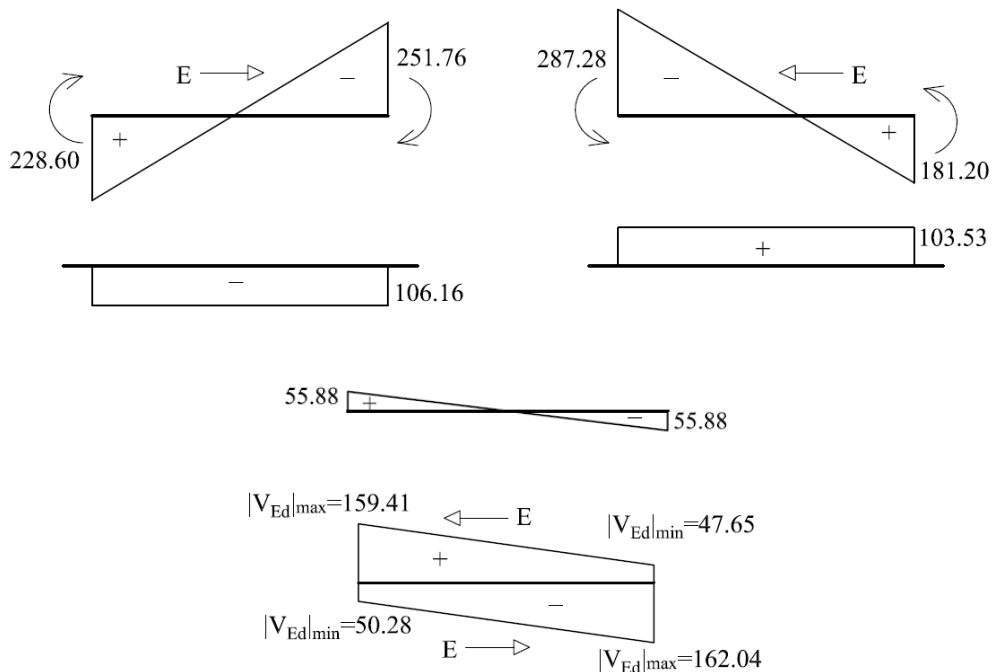 E
−
251.76
+
228.60
287.28
−
E
+
181.20
−
106.16
+
103.53
55.88
+
−
55.88
|V_Ed|max=159.41
E
|V_Ed|min=47.65
+
−
|V_Ed|min=50.28
E
|V_Ed|max=162.04